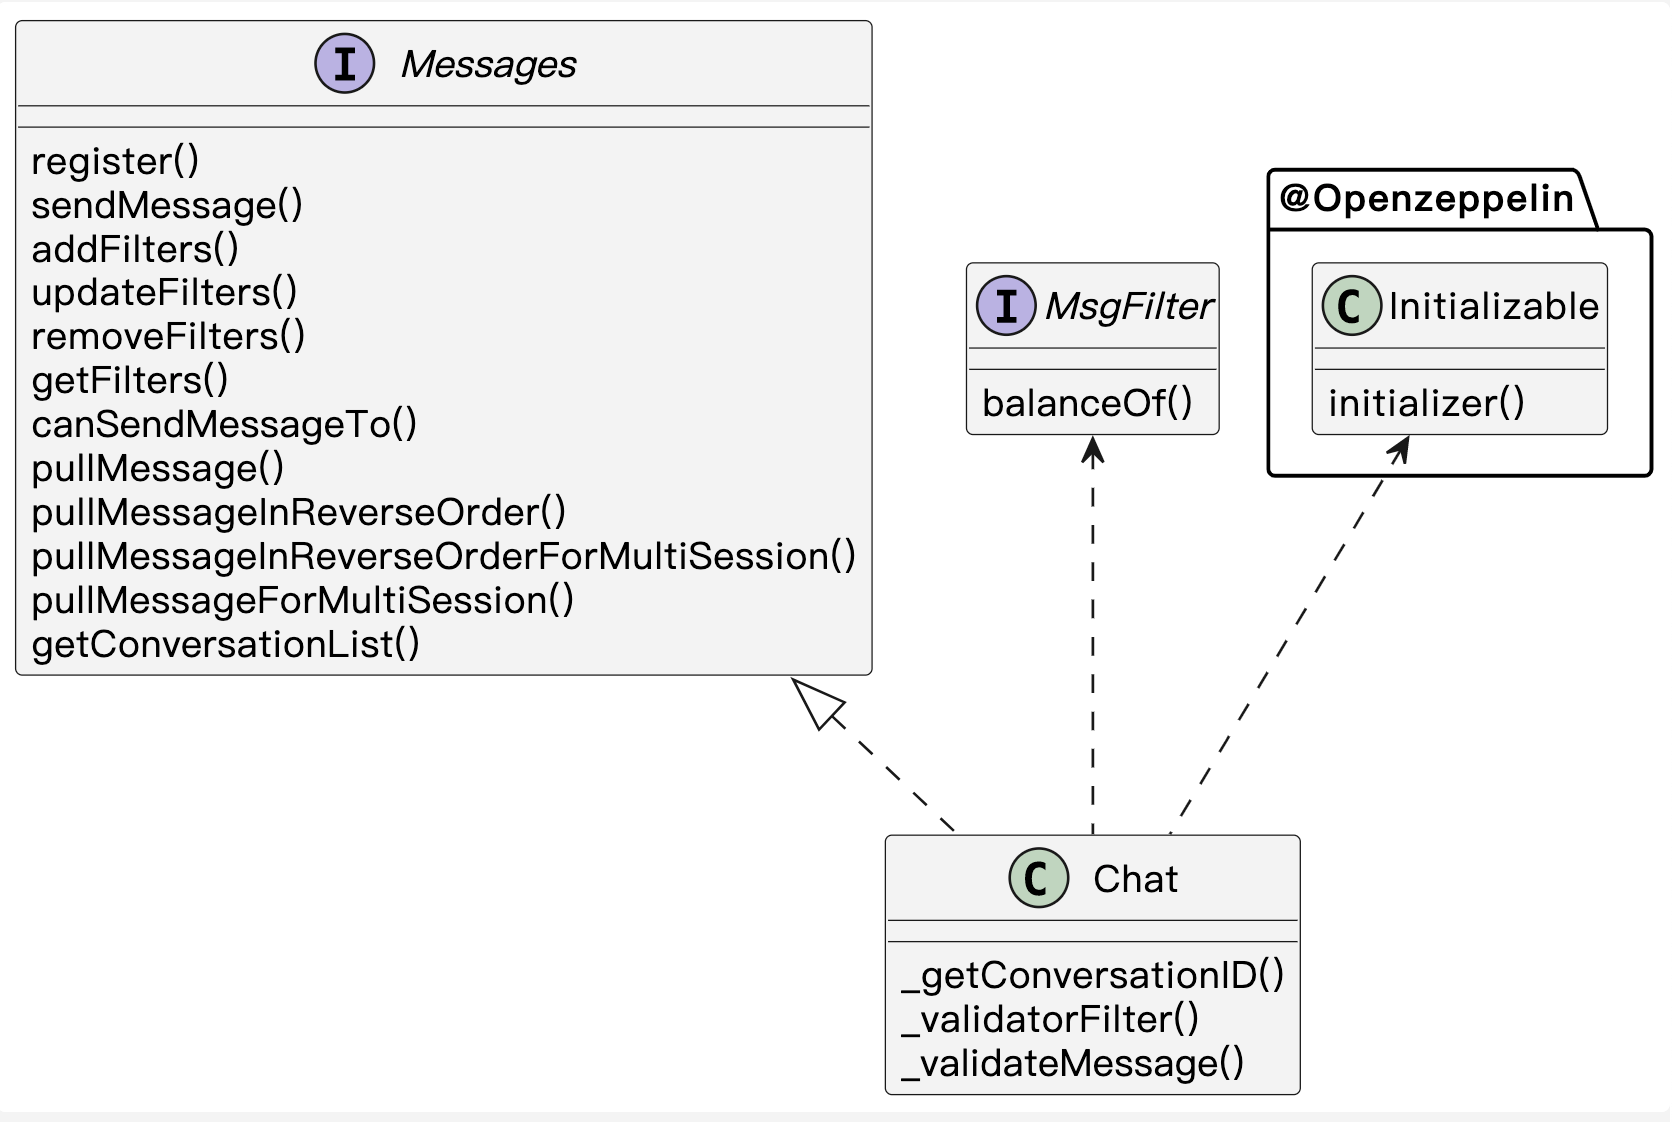 I Messages
register()
sendMessage()
addFilters()
updateFilters()
removeFilters()
getFilters()
canSendMessageTo()
pullMessage()
pullMessageInReverseOrder()
pullMessageInReverseOrderForMultiSession()
pullMessageForMultiSession()
getConversationList()
I MsgFilter
balanceOf()
@Openzeppelin
C Initializable
initializer()
C Chat
_getConversationID()
_validatorFilter()
_validateMessage()